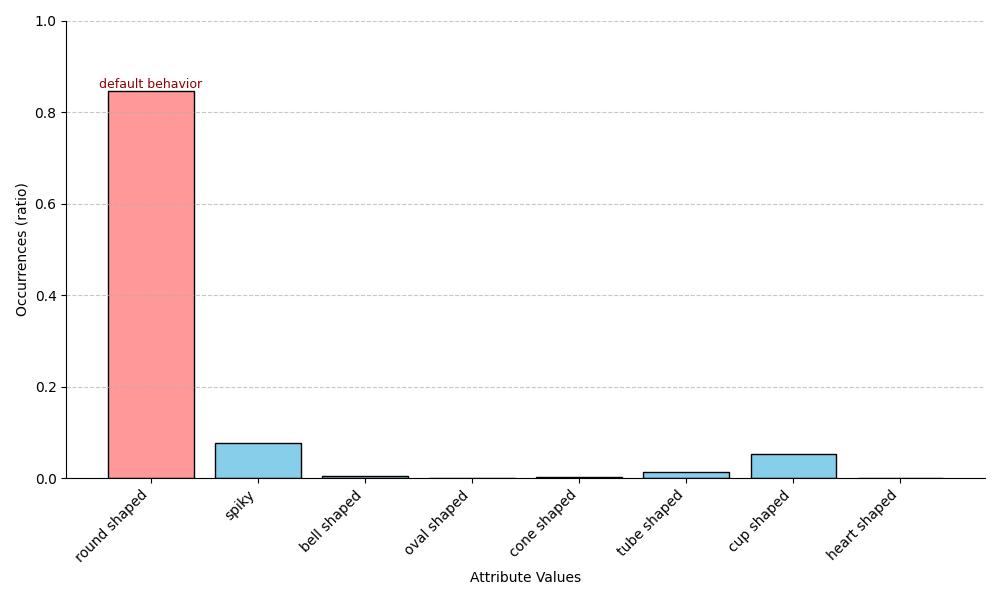 1.0
default behavior
0.8
0.6
0.4
0.2
0.0
Occurrences (ratio)
round shaped
spiky
bell shaped
oval shaped
cone shaped
tube shaped
cup shaped
heart shaped
Attribute Values